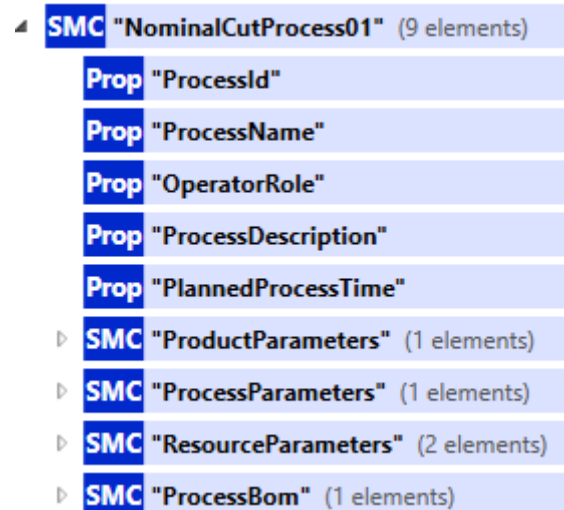 SMC "NominalCutProcess01" (9 elements)
Prop "ProcessId"
Prop "ProcessName"
Prop "OperatorRole"
Prop "ProcessDescription"
Prop "PlannedProcessTime"
SMC "ProductParameters" (1 elements)
SMC "ProcessParameters" (1 elements)
SMC "ResourceParameters" (2 elements)
SMC "ProcessBom" (1 elements)